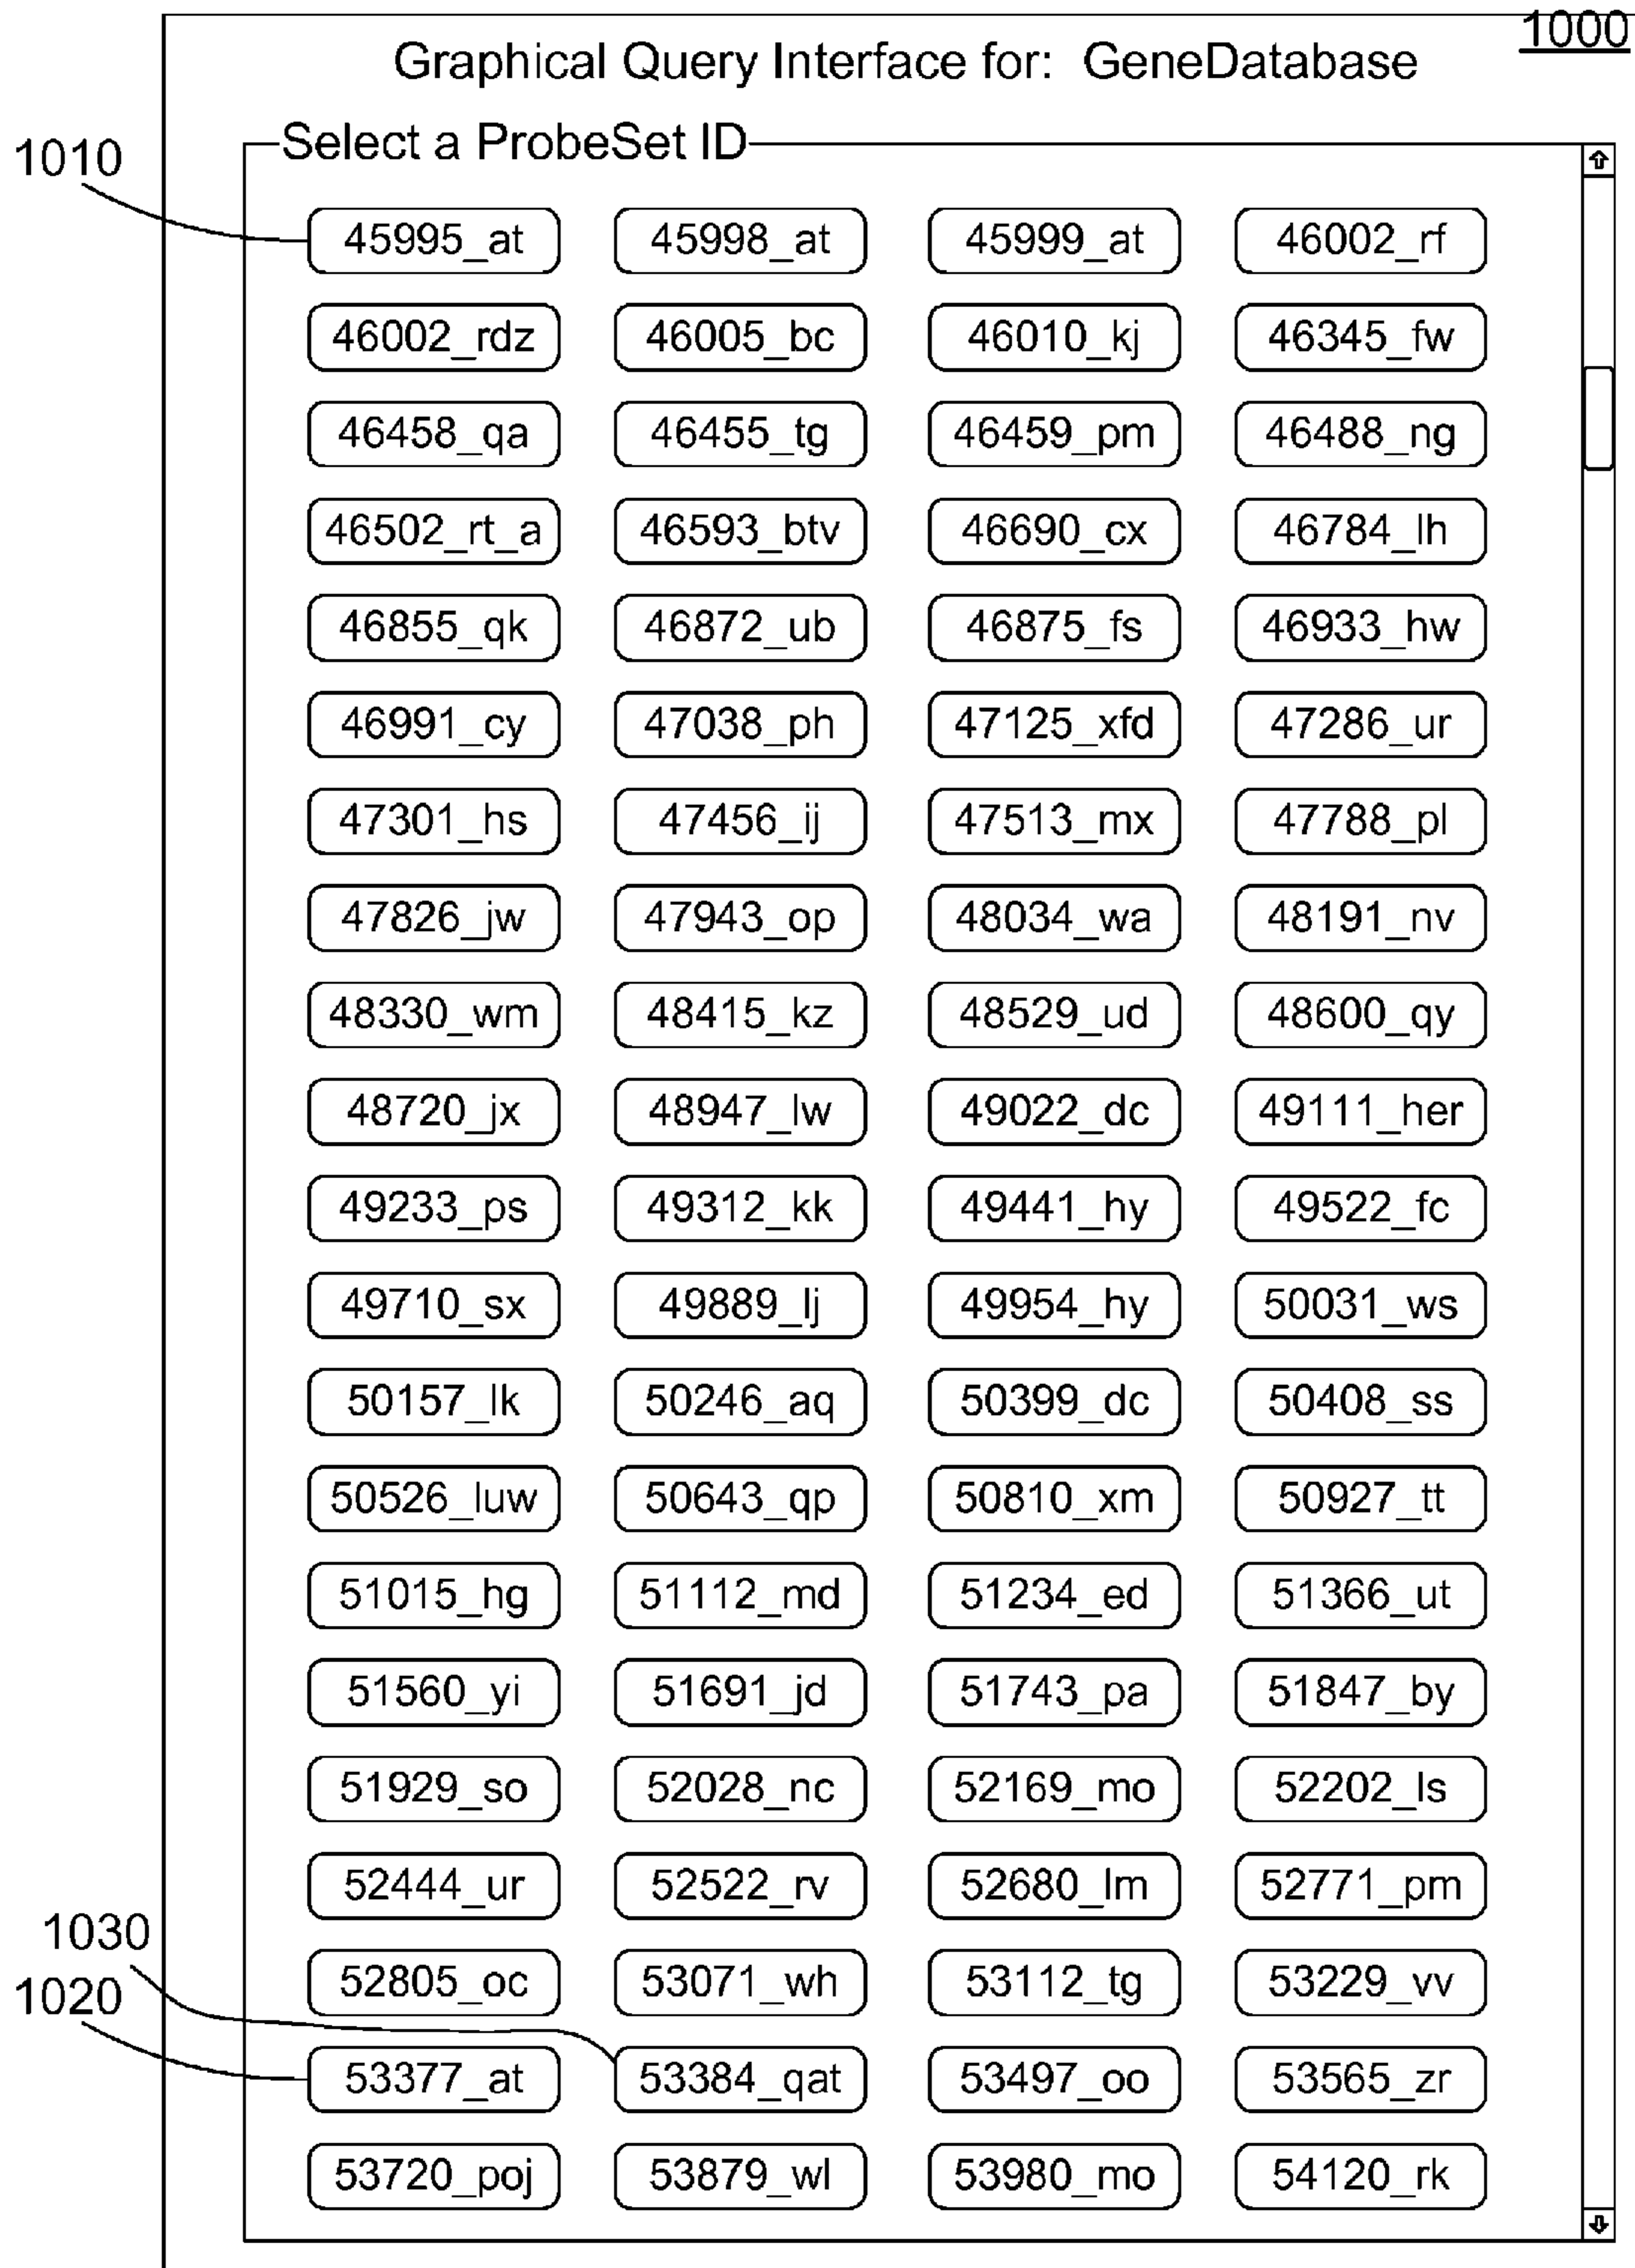 1000
Graphical Query Interface for: GeneDatabase
Select a ProbeSet ID
1010
45995_at 45998_at 45999_at 46002_rf
46002_rdz 46005_bc 46010_kj 46345_fw
46458_qa 46455_tg 46459_pm 46488_ng
46502_rt_a 46593_btv 46690_cx 46784_lh
46855_qk 46872_ub 46875_fs 46933_hw
46991_cy 47038_ph 47125_xfd 47286_ur
47301_hs 47456_ij 47513_mx 47788_pl
47826_jw 47943_op 48034_wa 48191_nv
48330_wm 48415_kz 48529_ud 48600_qy
48720_jx 48947_lw 49022_dc 49111_her
49233_ps 49312_kk 49441_hy 49522_fc
49710_sx 49889_lj 49954_hy 50031_ws
50157_lk 50246_aq 50399_dc 50408_ss
50526_luw 50643_qp 50810_xm 50927_tt
51015_hg 51112_md 51234_ed 51366_ut
51560_yi 51691_jd 51743_pa 51847_by
51929_so 52028_nc 52169_mo 52202_ls
52444_ur 52522_rv 52680_lm 52771_pm
1030
52805_oc 53071_wh 53112_tg 53229_vv
1020
53377_at 53384_qat 53497_oo 53565_zr
53720_poj 53879_wl 53980_mo 54120_rk